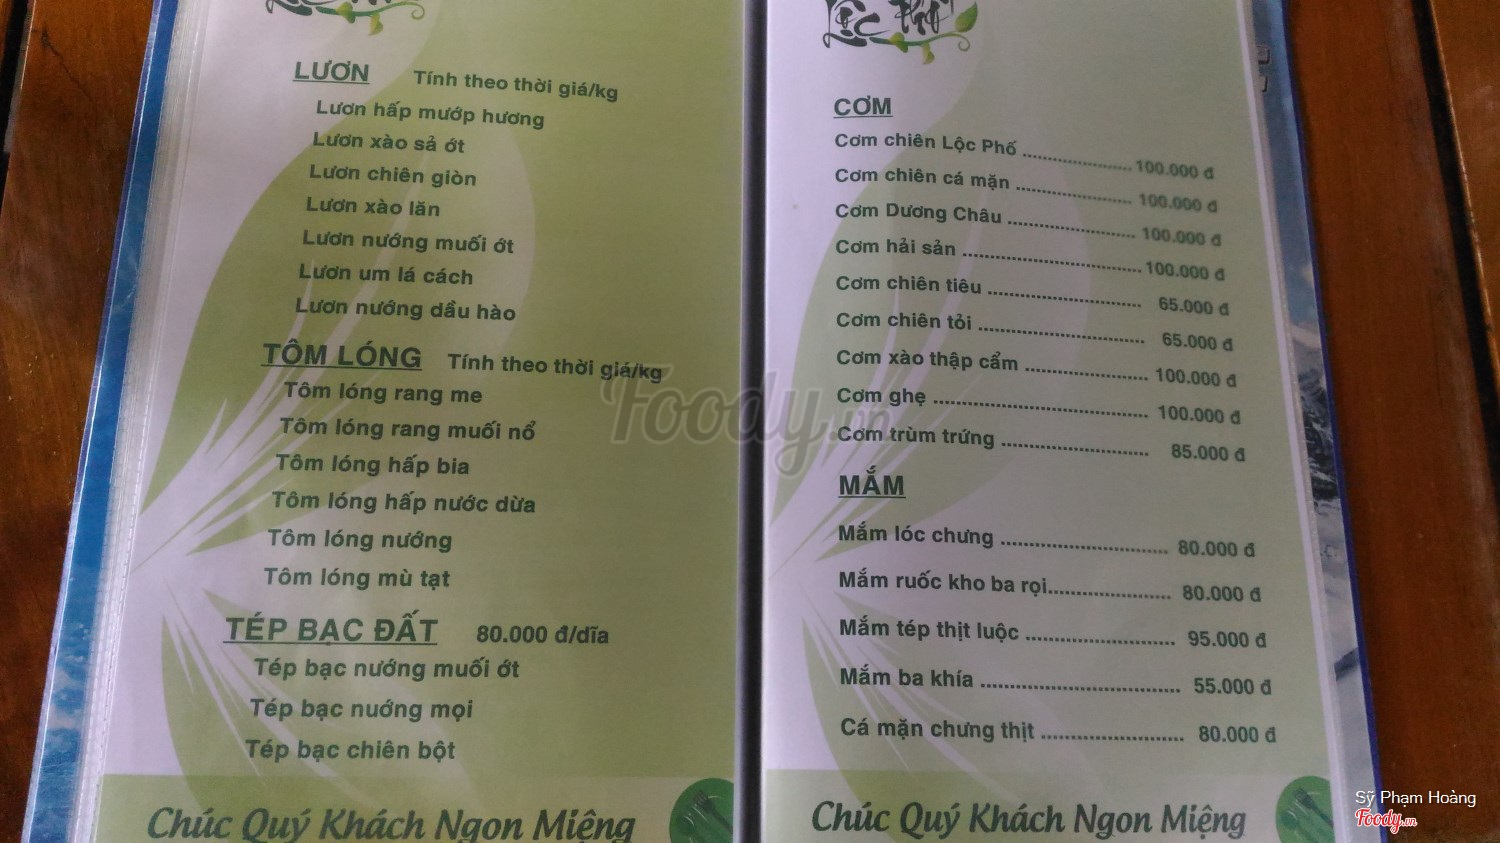 LƯƠN Tính theo thời giá/kg
Lươn hấp mướp hương
Lươn xào sả ớt
Lươn chiên giòn
Lươn xào lăn
Lươn nướng muối ớt
Lươn um lá cách
Lươn nướng dầu hào
TÔM LÓNG Tính theo thời giá/kg
Tôm lóng rang me
Tôm lóng rang muối nổ
Tôm lóng hấp bia
Tôm lóng hấp nước dừa
Tôm lóng nướng
Tôm lóng mù tạt
TÉP BẠC ĐẤT 80.000 đ/dĩa
Tép bạc nướng muối ớt
Tép bạc nuớng mọi
Tép bạc chiên bột
Chúc Quý Khách Ngon Miệng
Lộc Phố
CƠM
Cơm chiên Lộc Phố 100.000 đ
Cơm chiên cá mặn 100.000 đ
Cơm Dương Châu 100.000 đ
Cơm hải sản 100.000 đ
Cơm chiên tiêu 65.000 đ
Cơm chiên tỏi 65.000 đ
Cơm xào thập cẩm 100.000 đ
Cơm ghẹ 100.000 đ
Cơm trùm trứng 85.000 đ
MẮM
Mắm lóc chưng 80.000 đ
Mắm ruốc kho ba rọi 80.000 đ
Mắm tép thịt luộc 95.000 đ
Mắm ba khía 55.000 đ
Cá mặn chưng thịt 80.000 đ
Chúc Quý Khách Ngon Miệng
Foody.vn
Sỹ Phạm Hoàng
Foody.vn